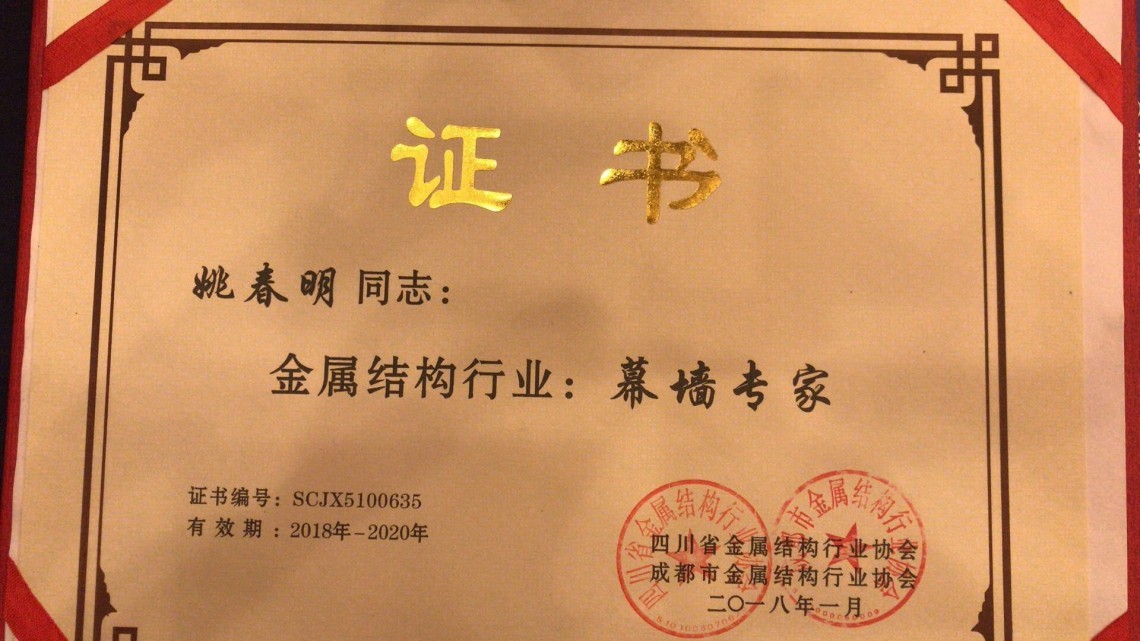 证书
姚春明同志：
金属结构行业：幕墙专家
证书编号：SCJX5100635
有效期：2018年-2020年
四川省金属结构行业协会
成都市金属结构行业协会
二〇一八年一月